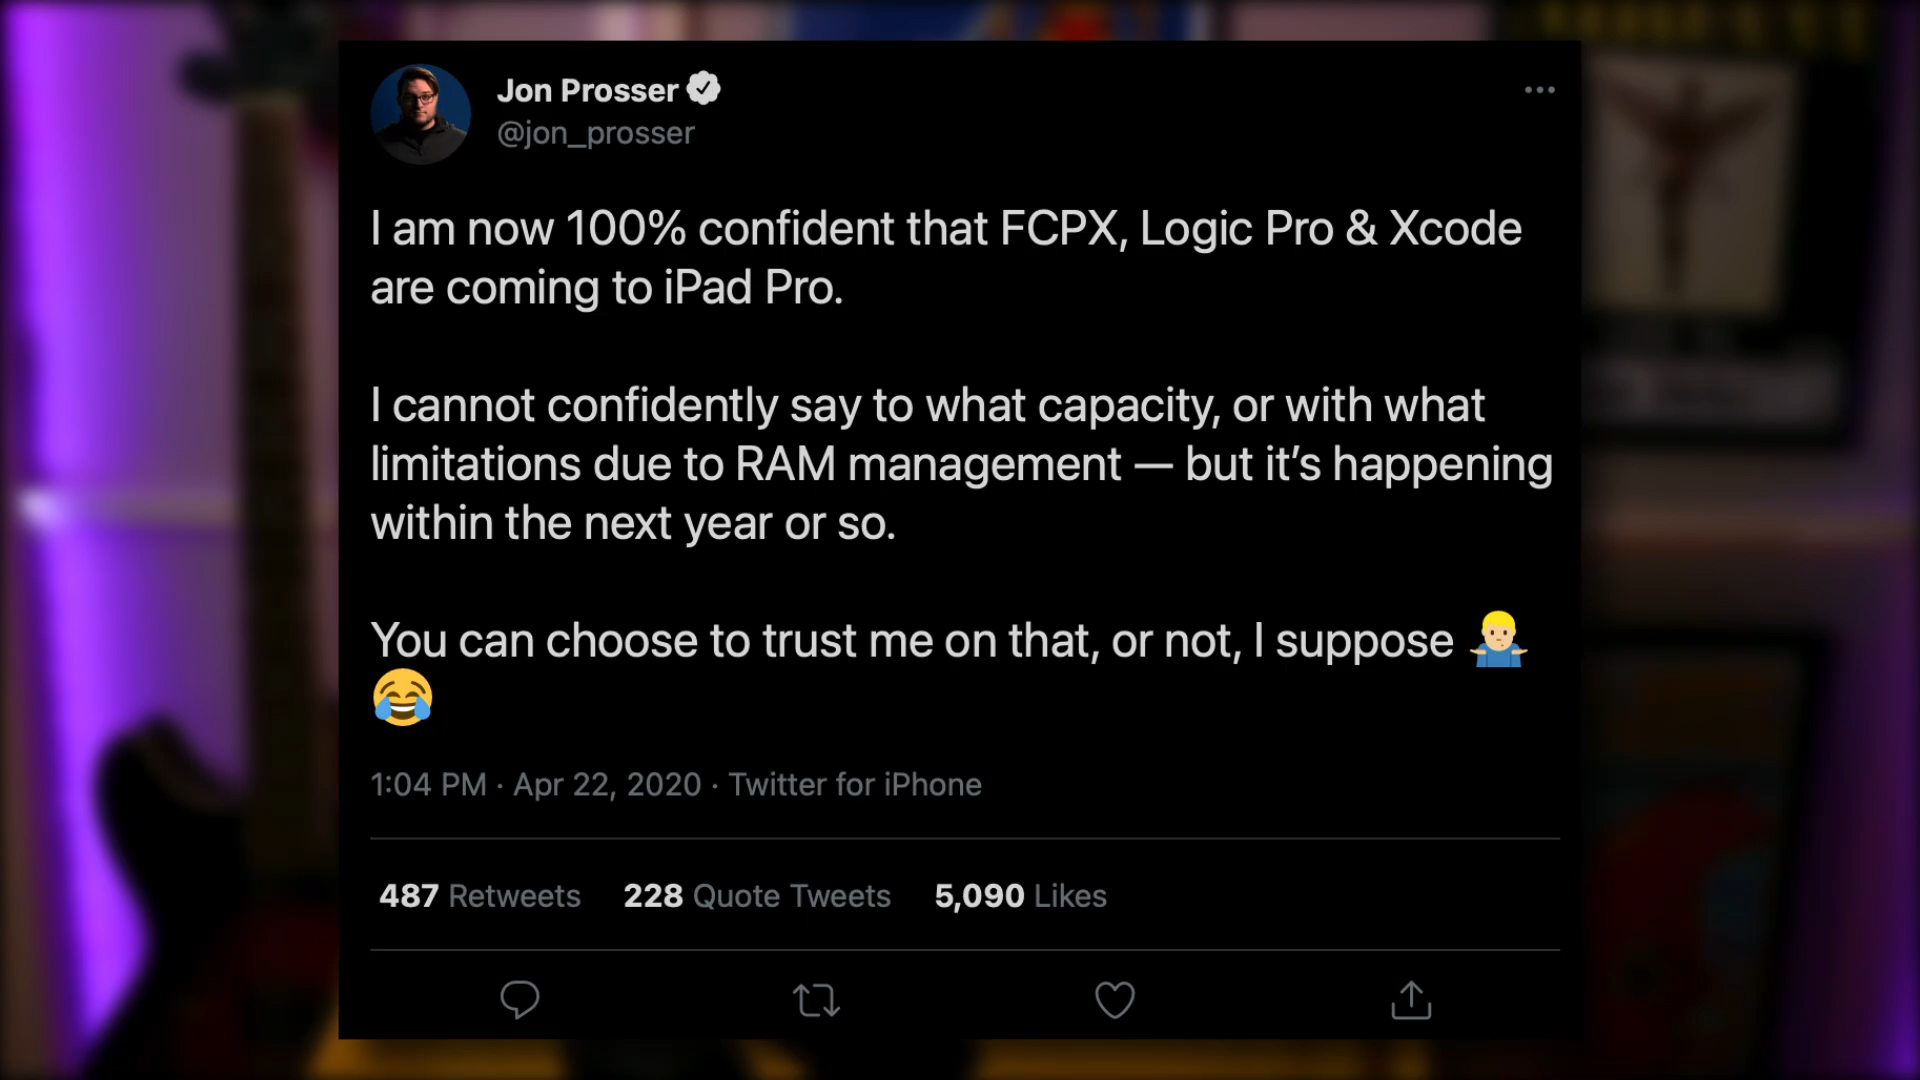 Jon Prosser
@jon_prosser
I am now 100% confident that FCPX, Logic Pro & Xcode
are coming to iPad Pro.
I cannot confidently say to what capacity, or with what
limitations due to RAM management — but it’s happening
within the next year or so.
You can choose to trust me on that, or not, I suppose 🤷🏼‍♂️
😂
1:04 PM · Apr 22, 2020 · Twitter for iPhone
487 Retweets 228 Quote Tweets 5,090 Likes